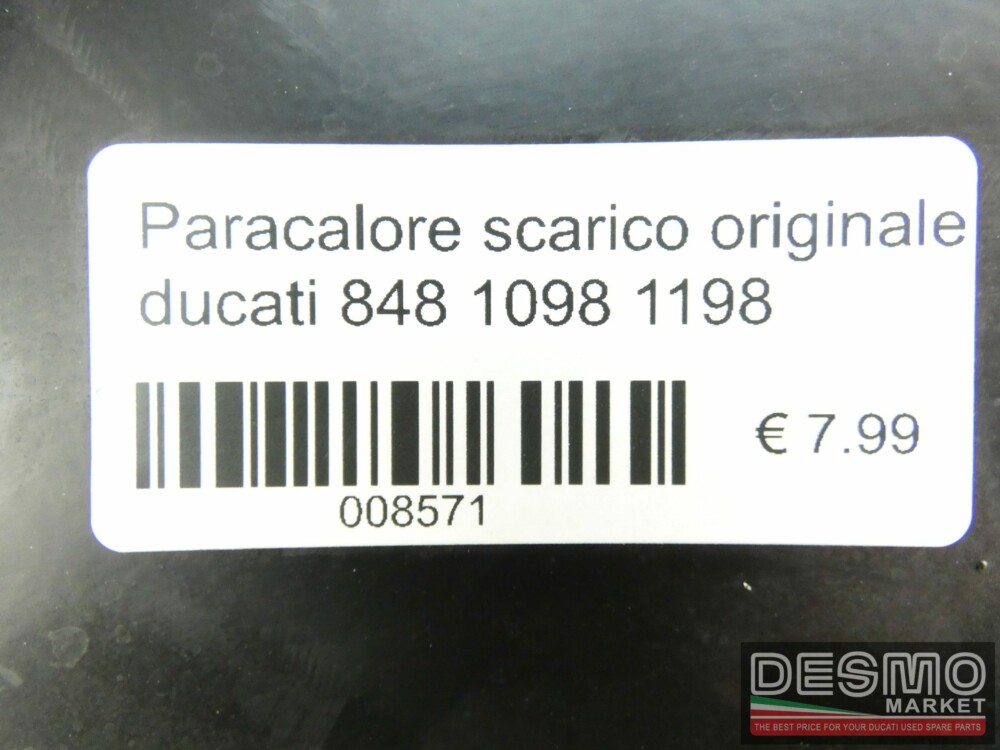 Paracalore scarico originale
ducati 848 1098 1198
€ 7.99
008571
DESMO
MARKET
THE BEST PRICE FOR YOUR DUCATI USED SPARE PARTS